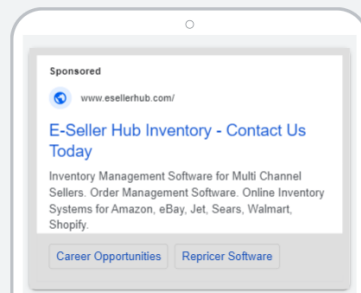 Sponsored
www.esellerhub.com/
E-Seller Hub Inventory - Contact Us
Today
Inventory Management Software for Multi Channel
Sellers. Order Management Software. Online Inventory
Systems for Amazon, eBay, Jet, Sears, Walmart,
Shopify.
Career Opportunities
Repricer Software